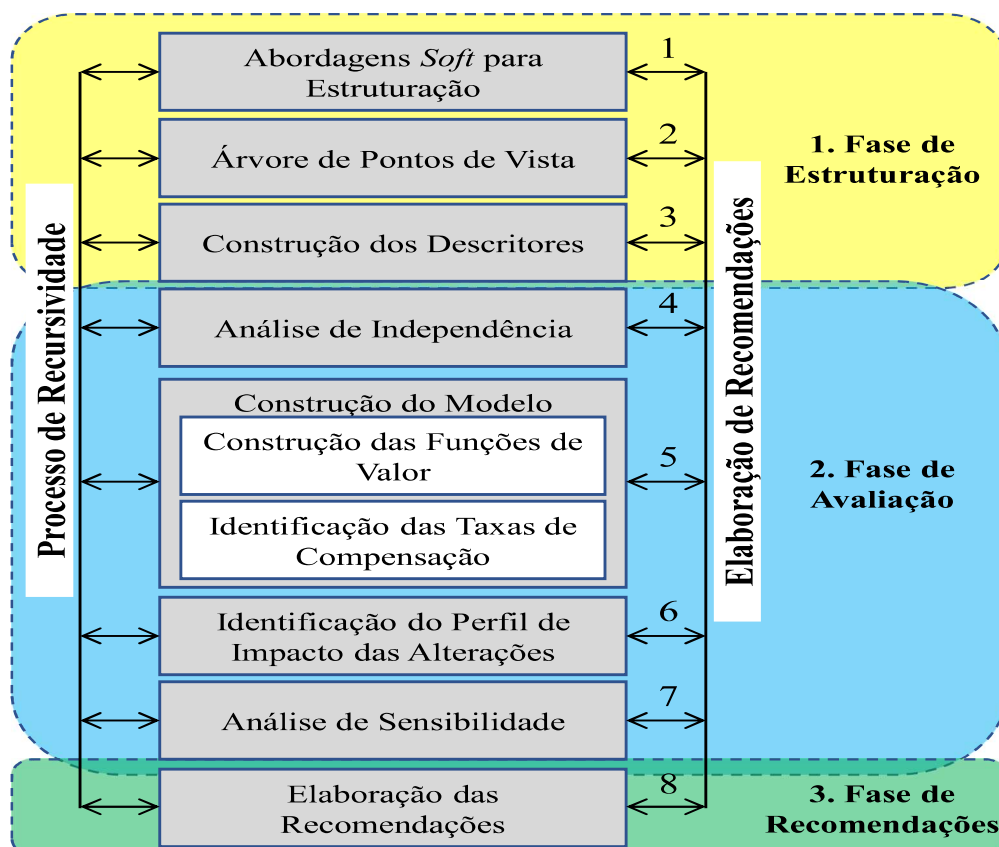 Abordagens Soft para
Estruturação
1
Árvore de Pontos de Vista
2
Construção dos Descritores
3
1. Fase de
Estruturação
Processo de Recursividade
Elaboração de Recomendações
Análise de Independência
4
Construção do Modelo
Construção das Funções de
Valor
5
Identificação das Taxas de
Compensação
2. Fase de
Avaliação
Identificação do Perfil de
Impacto das Alterações
6
Análise de Sensibilidade
7
Elaboração das
Recomendações
8
3. Fase de
Recomendações